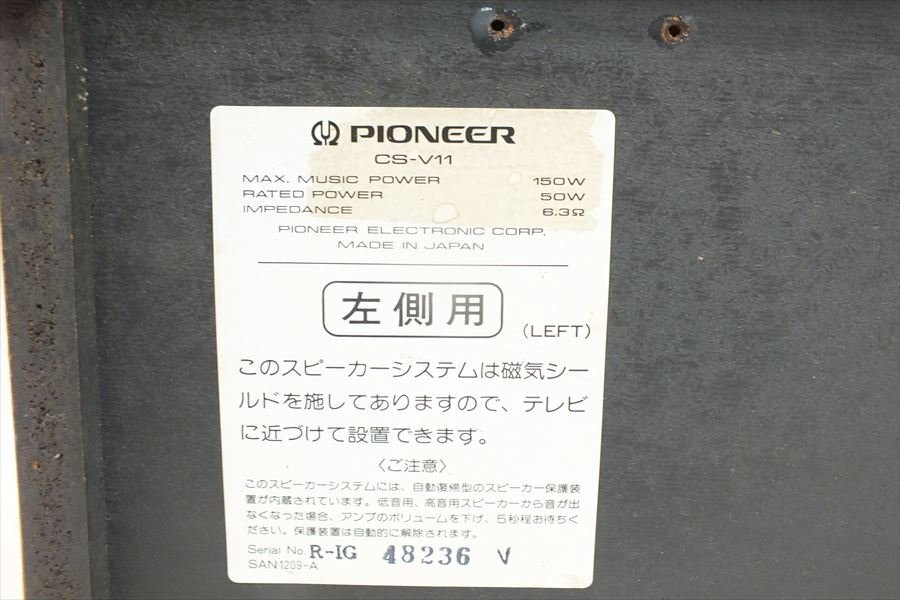 PIONEER
CS-V11
MAX. MUSIC POWER 150W
RATED POWER 50W
IMPEDANCE 6.3Ω
PIONEER ELECTRONIC CORP.
MADE IN JAPAN
左側用 (LEFT)
このスピーカーシステムは磁気シー
ルドを施してありますので、テレビ
に近づけて設置できます。
〈ご注意〉
このスピーカーシステムには、自動復帰型のスピーカー保護装
置が内蔵されています。低音用、高音用スピーカーから音が出
なくなった場合、アンプのボリュームを下げ、5秒程お待ちく
ださい。保護装置は自動的に解除されます。
Serial No. R-IG 48236 V
SAN1209-A